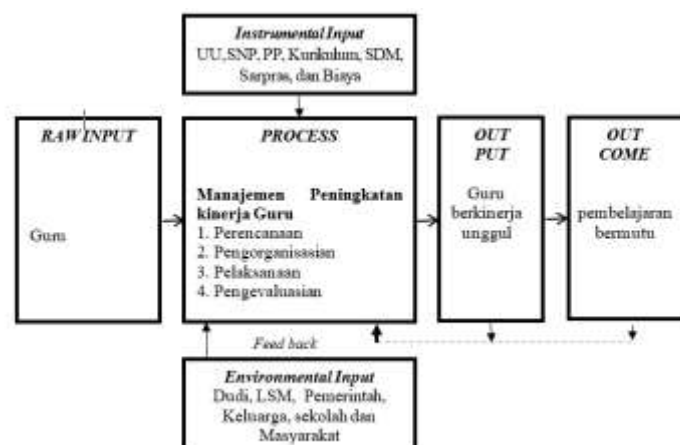 Instrumental Input
UU,SNP, PP, Kurikulum, SDM,
Sarpras, dan Biaya
RAW INPUT
Guru
PROCESS
Manajemen Peningkatan
kinerja Guru
1. Perencanaan
2. Pengorganisasian
3. Pelaksanaan
4. Pengevaluasian
OUT
PUT
Guru
berkinerja
unggul
OUT
COME
pembelajaran
bermutu
Feed back
Environmental Input
Dudi, LSM, Pemerintah,
Keluarga, sekolah dan
Masyarakat